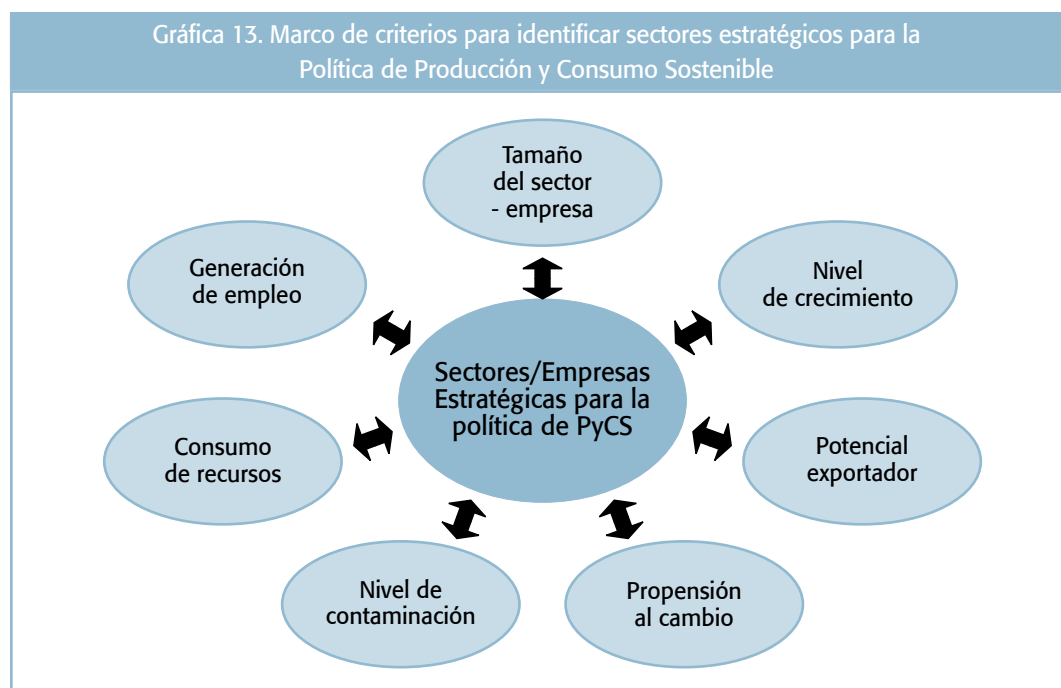 Gráfica 13. Marco de criterios para identificar sectores estratégicos para la
Política de Producción y Consumo Sostenible
Tamaño
del sector
- empresa
Generación
de empleo
Nivel
de crecimiento
Sectores/Empresas
Estratégicas para la
política de PyCS
Consumo
de recursos
Potencial
exportador
Nivel de
contaminación
Propensión
al cambio